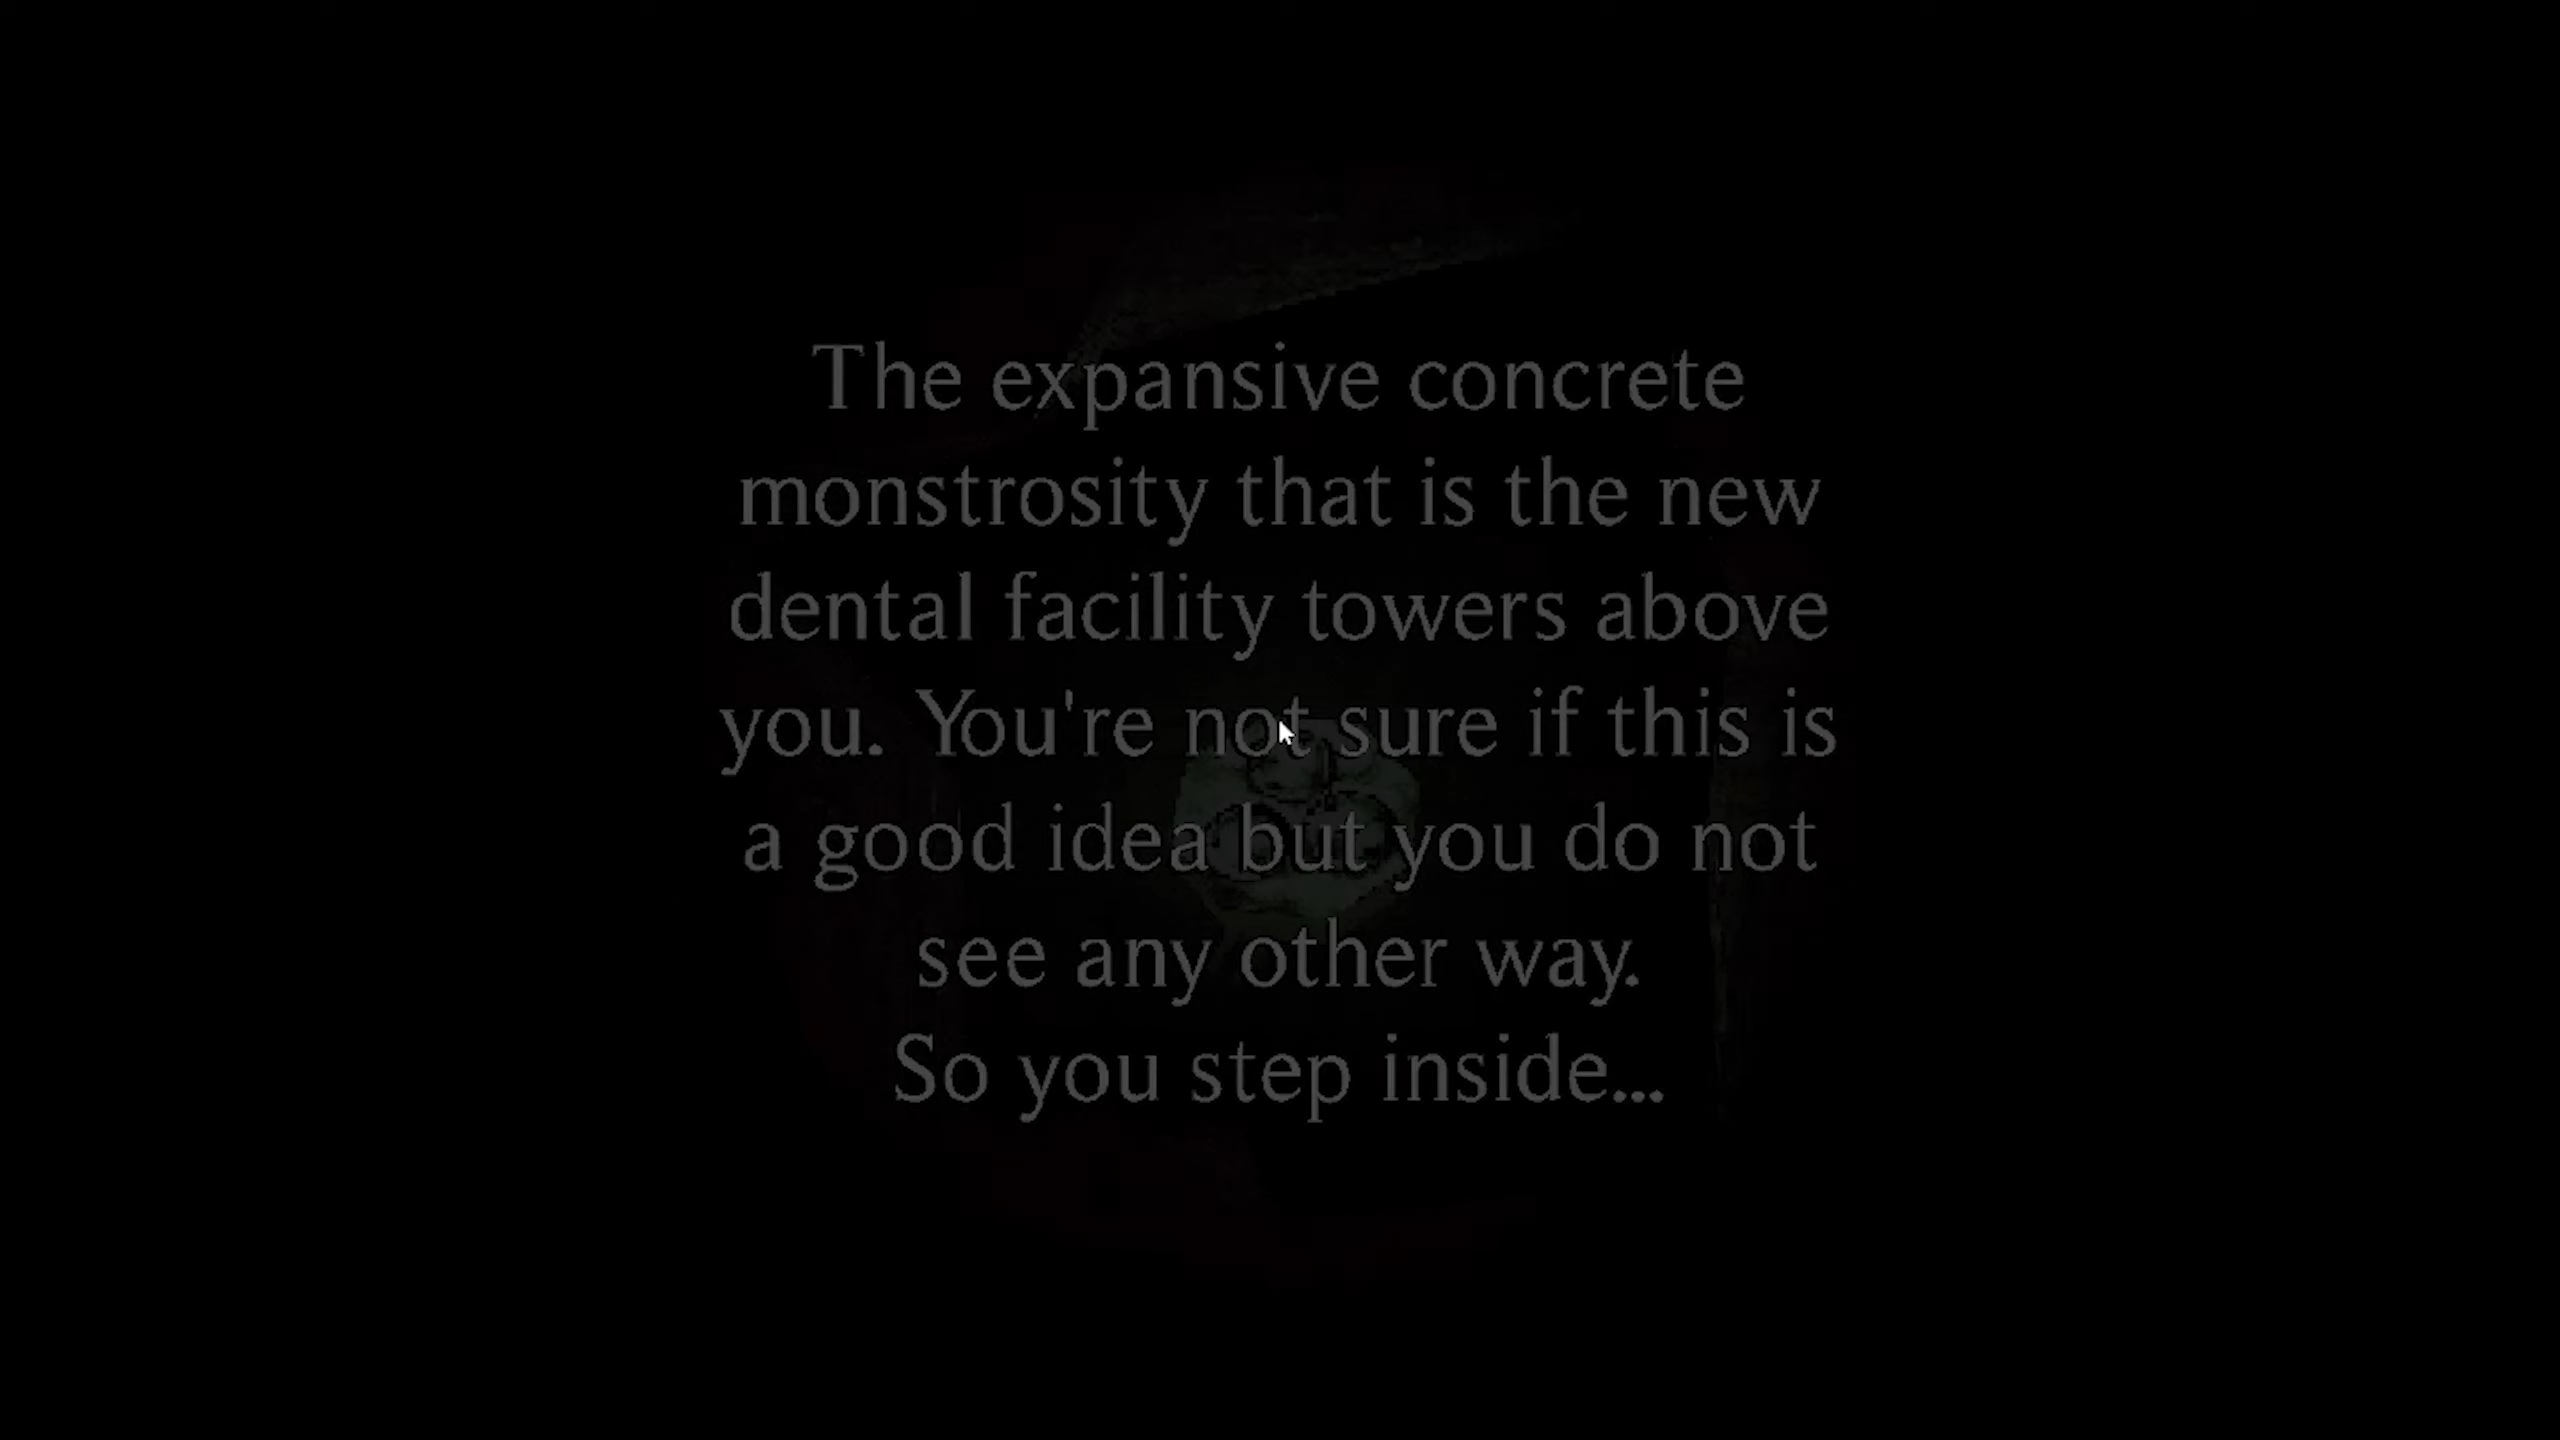 The expansive concrete
monstrosity that is the new
dental facility towers above
you. You're not sure if this is
a good idea but you do not
see any other way.
So you step inside...